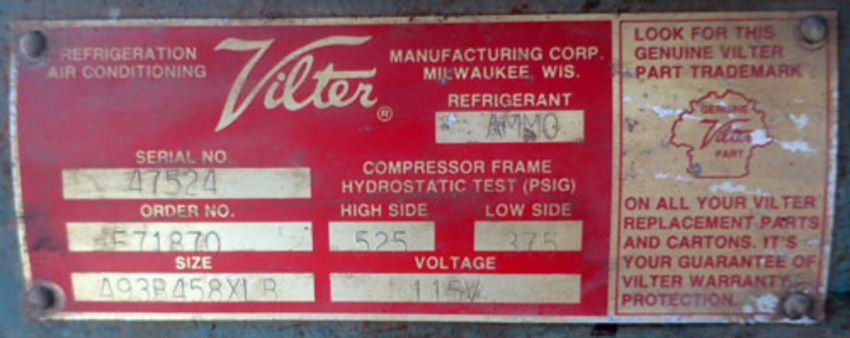 REFRIGERATION
AIR CONDITIONING
Vilter ®
MANUFACTURING CORP.
MILWAUKEE, WIS.
REFRIGERANT
AMMO
SERIAL NO.
47524
COMPRESSOR FRAME
HYDROSTATIC TEST (PSIG)
ORDER NO.
E71870
HIGH SIDE LOW SIDE
525 375
SIZE
A93B458XLB
VOLTAGE
115V
LOOK FOR THIS
GENUINE VILTER
PART TRADEMARK
GENUINE
Vilter
PART
ON ALL YOUR VILTER
REPLACEMENT PARTS
AND CARTONS. IT'S
YOUR GUARANTEE OF
VILTER WARRANTY
PROTECTION.